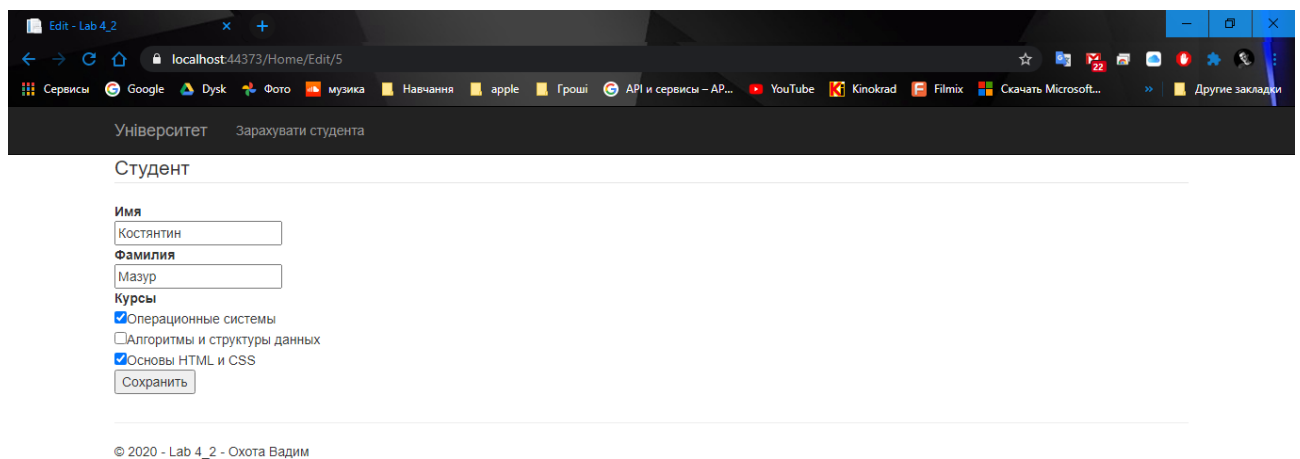 Edit - Lab 4_2
localhost:44373/Home/Edit/5
22
Сервисы Google Dysk Фото музика Навчання apple Гроші API и сервисы – AP... YouTube Kinokrad Filmix Скачать Microsoft... » Другие закладки
Університет Зарахувати студента
Студент
Имя
Костянтин
Фамилия
Мазур
Курсы
Операционные системы
Алгоритмы и структуры данных
Основы HTML и CSS
Сохранить
© 2020 - Lab 4_2 - Охота Вадим